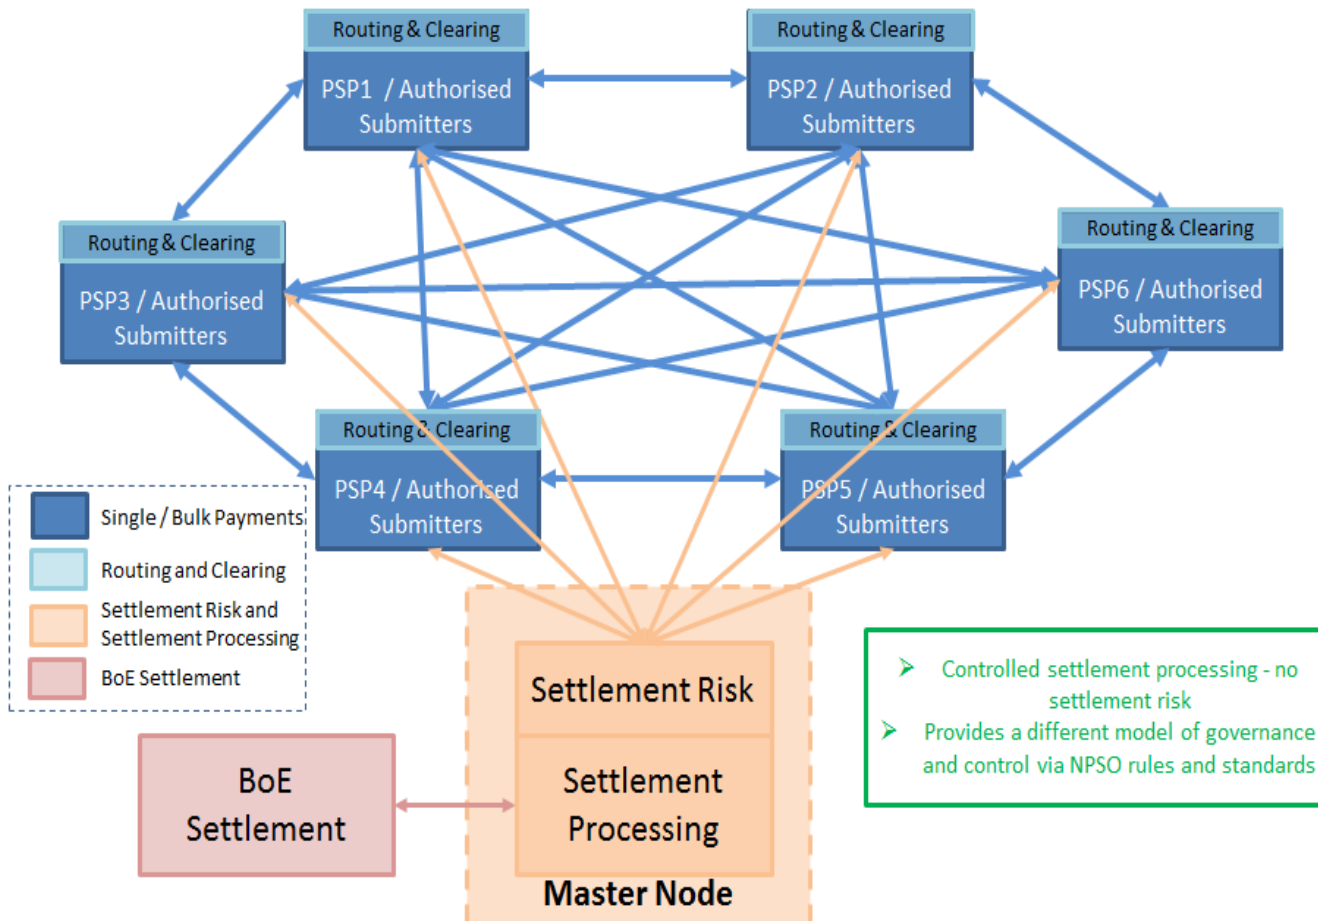 Routing & Clearing
PSP1 / Authorised
Submitters
Routing & Clearing
PSP2 / Authorised
Submitters
Routing & Clearing
PSP3 / Authorised
Submitters
Routing & Clearing
PSP6 / Authorised
Submitters
Routing & Clearing
PSP4 / Authorised
Submitters
Routing & Clearing
PSP5 / Authorised
Submitters
Single / Bulk Payments
Routing and Clearing
Settlement Risk and
Settlement Processing
BoE Settlement
Settlement Risk
Settlement
Processing
Master Node
BoE
Settlement
➢ Controlled settlement processing - no
settlement risk
➢ Provides a different model of governance
and control via NPSO rules and standards